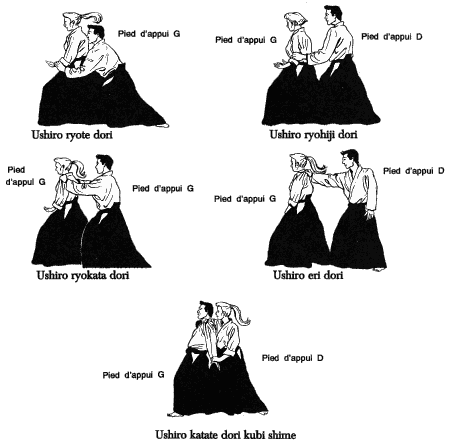 Pied d'appui G
Ushiro ryote dori
Pied d'appui G
Pied d'appui D
Ushiro ryohiji dori
Pied
d'appui G
Pied d'appui G
Ushiro ryokata dori
Pied d'appui G
Pied d'appui D
Ushiro eri dori
Pied d'appui G
Pied d'appui D
Ushiro katate dori kubi shime